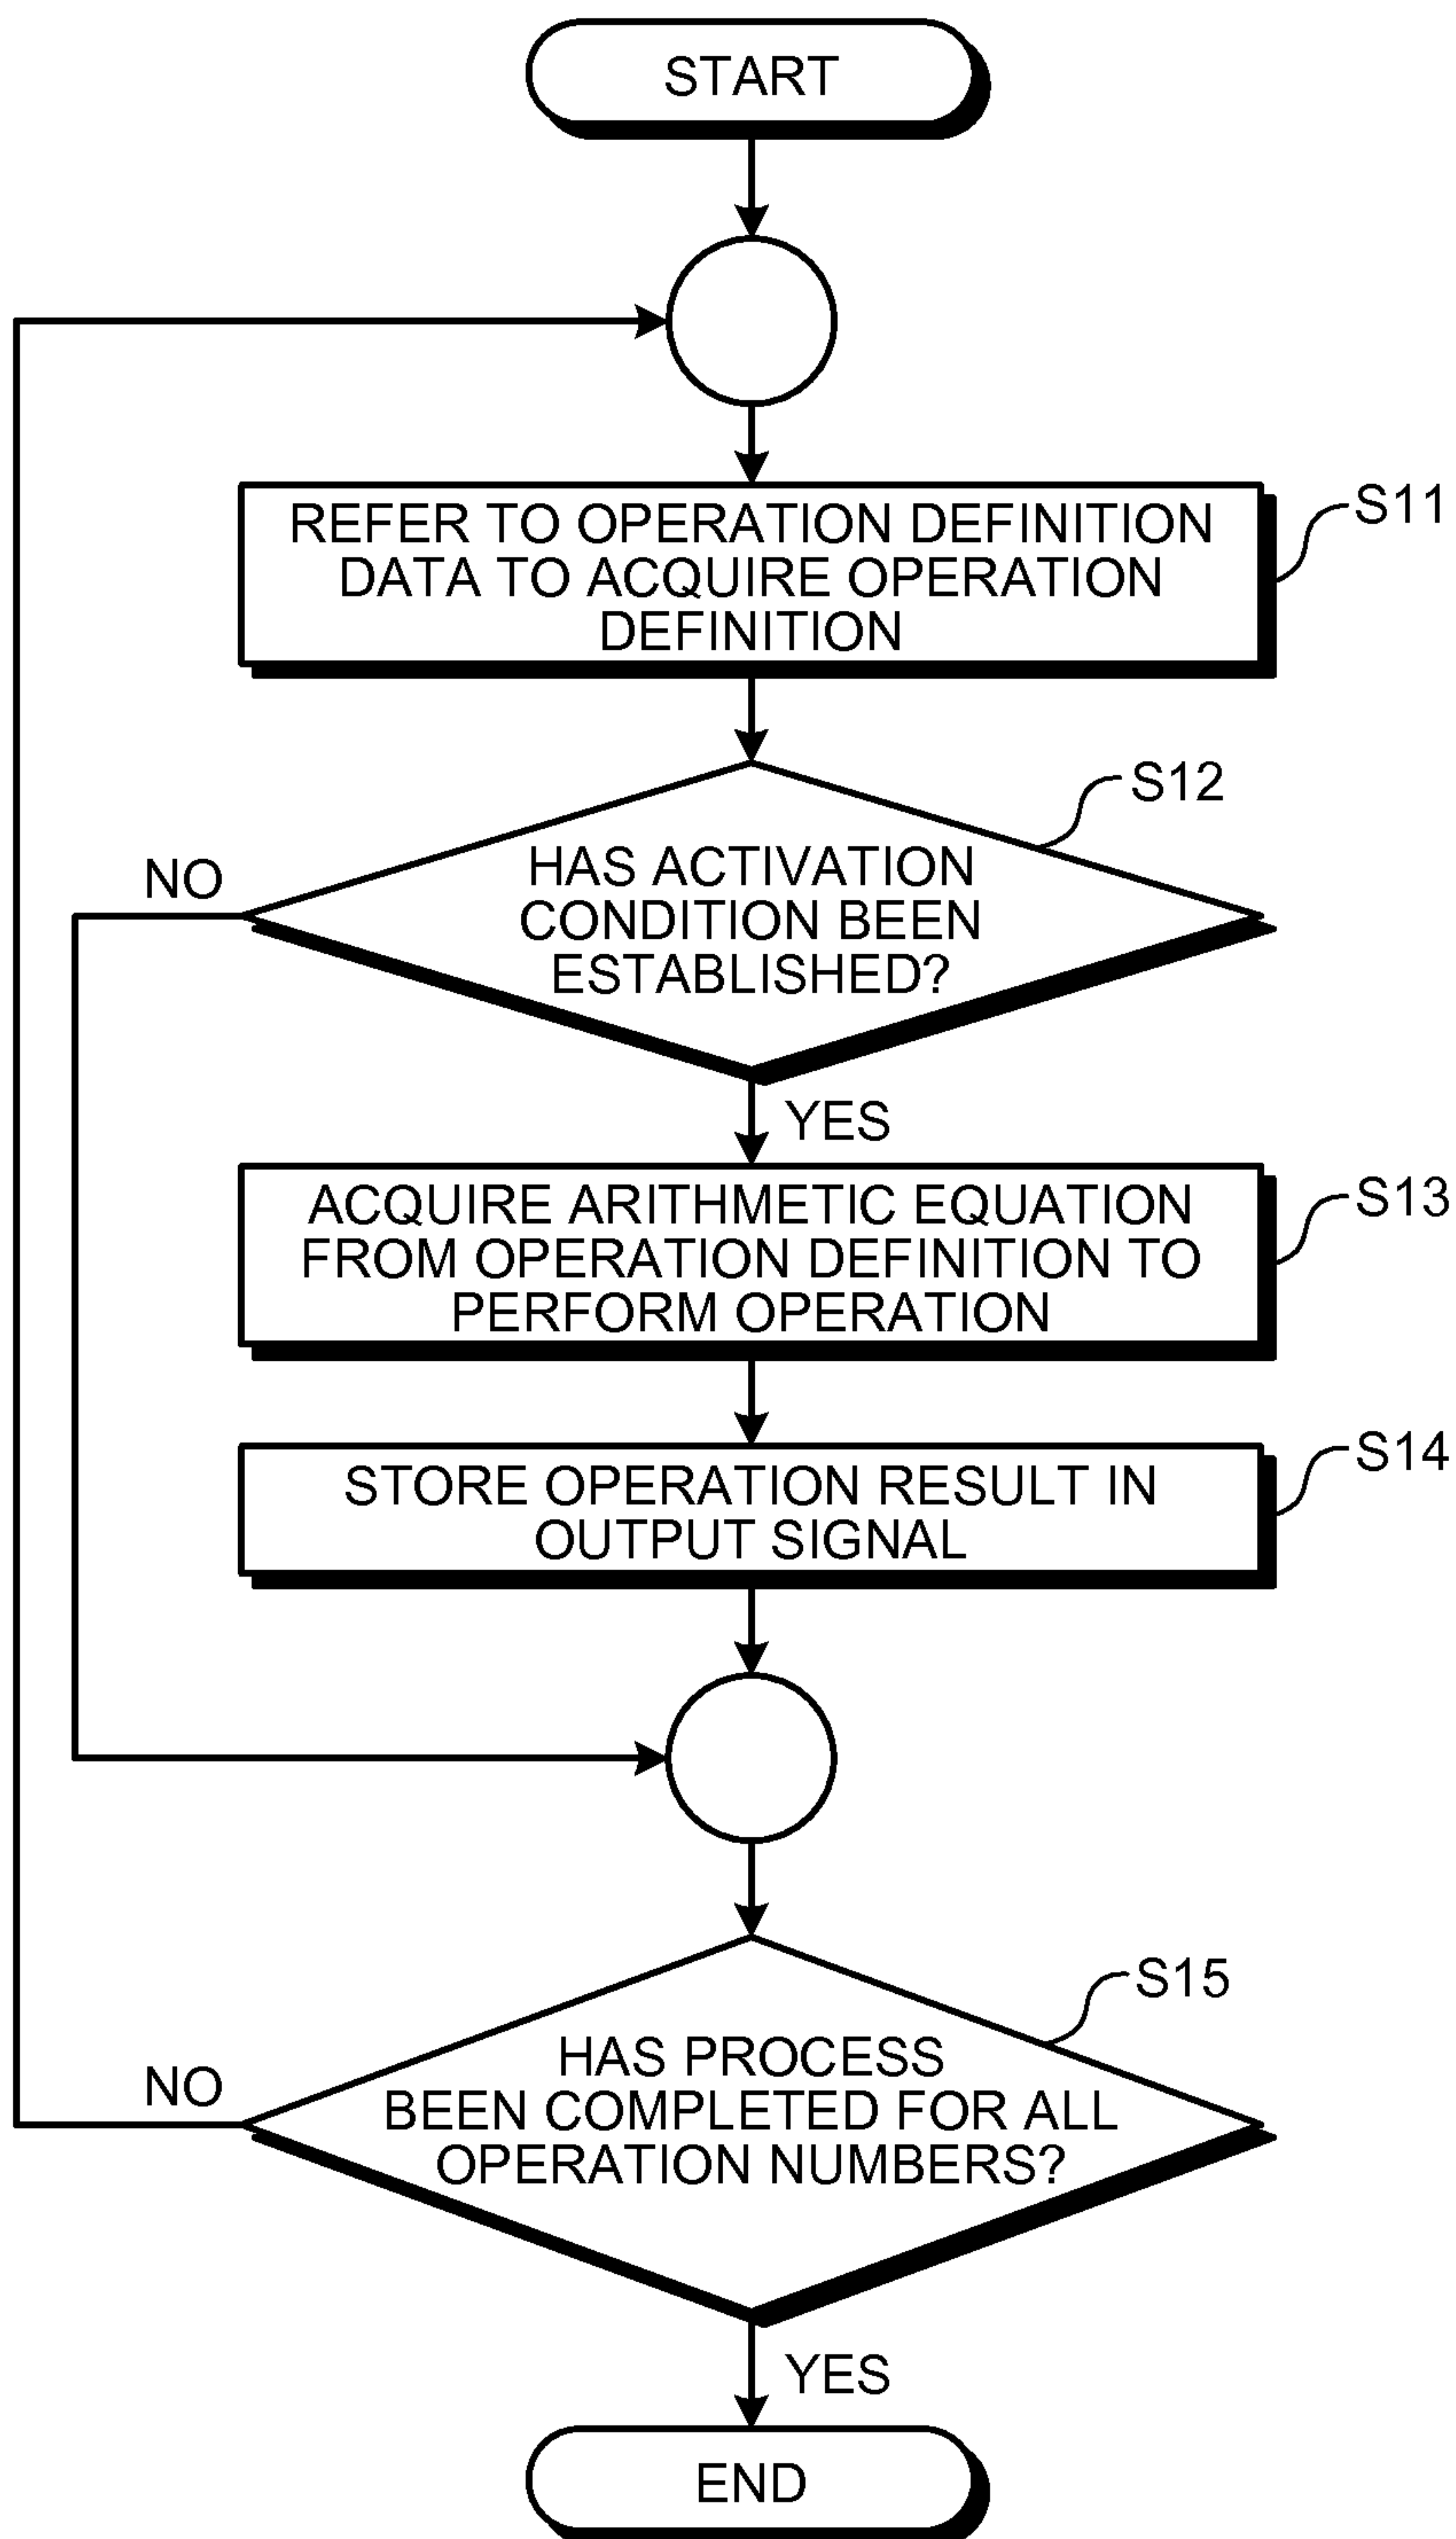 START
REFER TO OPERATION DEFINITION
DATA TO ACQUIRE OPERATION
DEFINITION
S11
S12
HAS ACTIVATION
CONDITION BEEN
ESTABLISHED?
NO
YES
ACQUIRE ARITHMETIC EQUATION
FROM OPERATION DEFINITION TO
PERFORM OPERATION
S13
STORE OPERATION RESULT IN
OUTPUT SIGNAL
S14
S15
HAS PROCESS
BEEN COMPLETED FOR ALL
OPERATION NUMBERS?
NO
YES
END